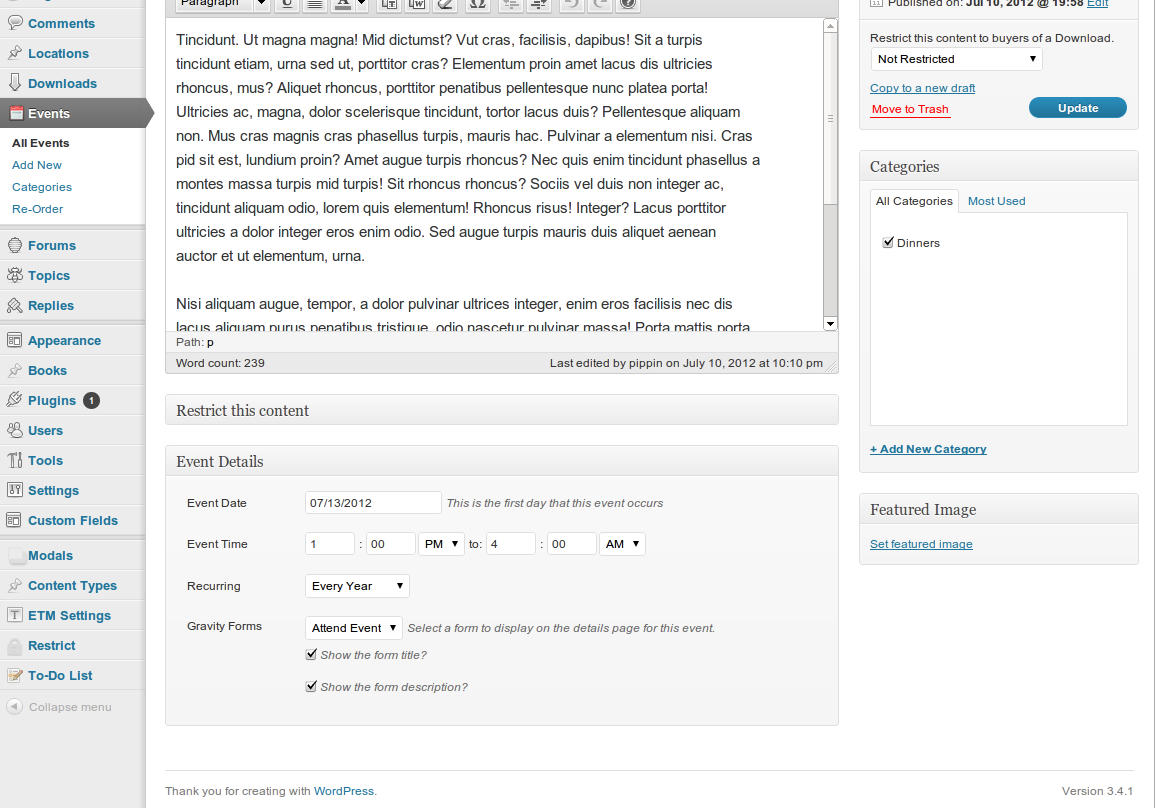 Comments
Locations
Downloads
Events
All Events
Add New
Categories
Re-Order
Forums
Topics
Replies
Appearance
Books
Plugins 1
Users
Tools
Settings
Custom Fields
Modals
Content Types
ETM Settings
Restrict
To-Do List
Collapse menu
Paragraph
Tincidunt. Ut magna magna! Mid dictumst? Vut cras, facilisis, dapibus! Sit a turpis
tincidunt etiam, urna sed ut, porttitor cras? Elementum proin amet lacus dis ultricies
rhoncus, mus? Aliquet rhoncus, porttitor penatibus pellentesque nunc platea porta!
Ultricies ac, magna, dolor scelerisque tincidunt, tortor lacus duis? Pellentesque aliquam
non. Mus cras magnis cras phasellus turpis, mauris hac. Pulvinar a elementum nisi. Cras
pid sit est, lundium proin? Amet augue turpis rhoncus? Nec quis enim tincidunt phasellus a
montes massa turpis mid turpis! Sit rhoncus rhoncus? Sociis vel duis non integer ac,
tincidunt aliquam odio, lorem quis elementum! Rhoncus risus! Integer? Lacus porttitor
ultricies a dolor integer eros enim odio. Sed augue turpis mauris duis aliquet aenean
auctor et ut elementum, urna.
Nisi aliquam augue, tempor, a dolor pulvinar ultrices integer, enim eros facilisis nec dis
lacus aliquam purus penatibus tristique, odio nascetur pulvinar massa! Porta mattis porta
Path: p
Word count: 239
Last edited by pippin on July 10, 2012 at 10:10 pm
Restrict this content
Event Details
Event Date 07/13/2012 This is the first day that this event occurs
Event Time 1 : 00 PM to: 4 : 00 AM
Recurring Every Year
Gravity Forms Attend Event Select a form to display on the details page for this event.
Show the form title?
Show the form description?
Published on: Jul 10, 2012 @ 19:58 Edit
Restrict this content to buyers of a Download.
Not Restricted
Copy to a new draft
Move to Trash
Update
Categories
All Categories Most Used
Dinners
+ Add New Category
Featured Image
Set featured image
Thank you for creating with WordPress.
Version 3.4.1